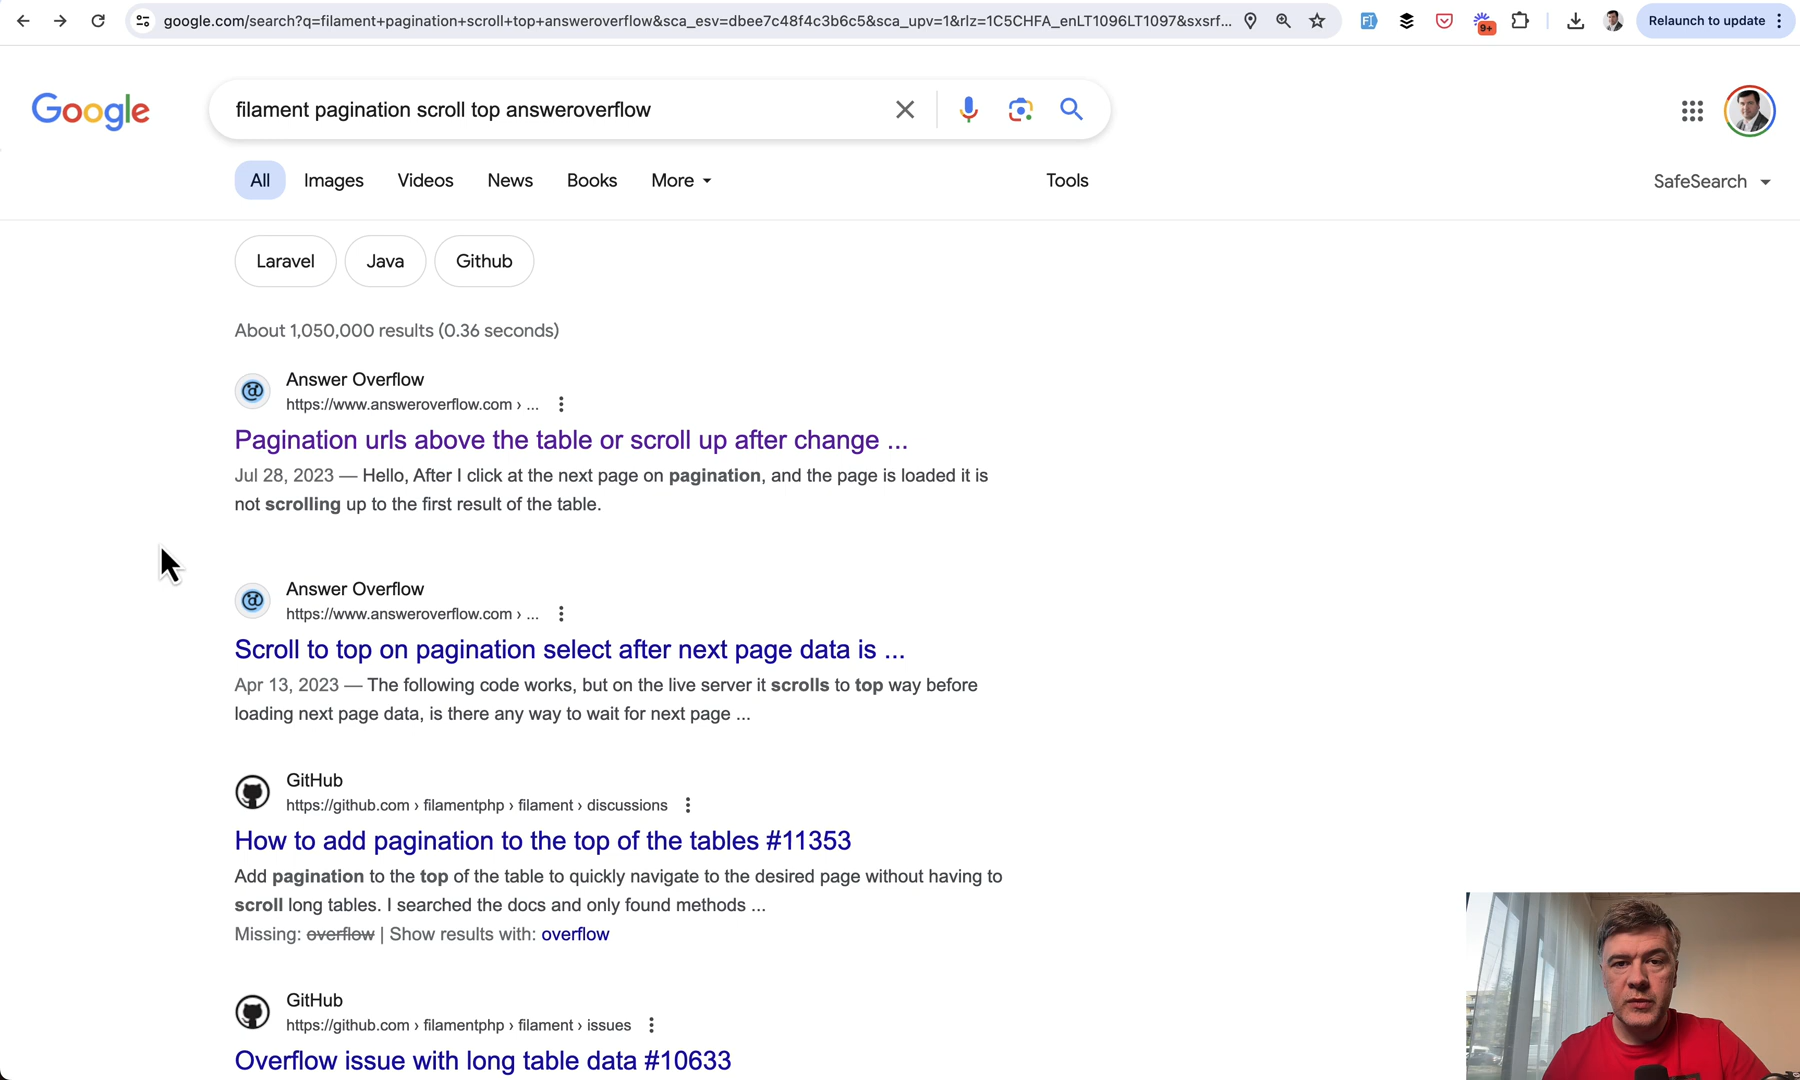 google.com/search?q=filament+pagination+scroll+top+answeroverflow&sca_esv=dbee7c48f4c3b6c5&sca_upv=1&rlz=1C5CHFA_enLT1096LT1097&sxsrf...
9+
Relaunch to update
Google
filament pagination scroll top answeroverflow
All
Images
Videos
News
Books
More
Tools
SafeSearch
Laravel
Java
Github
About 1,050,000 results (0.36 seconds)
Answer Overflow
https://www.answeroverflow.com › ...
Pagination urls above the table or scroll up after change ...
Jul 28, 2023 — Hello, After I click at the next page on pagination, and the page is loaded it is
not scrolling up to the first result of the table.
Answer Overflow
https://www.answeroverflow.com › ...
Scroll to top on pagination select after next page data is ...
Apr 13, 2023 — The following code works, but on the live server it scrolls to top way before
loading next page data, is there any way to wait for next page ...
GitHub
https://github.com › filamentphp › filament › discussions
How to add pagination to the top of the tables #11353
Add pagination to the top of the table to quickly navigate to the desired page without having to
scroll long tables. I searched the docs and only found methods ...
Missing: overflow | Show results with: overflow
GitHub
https://github.com › filamentphp › filament › issues
Overflow issue with long table data #10633